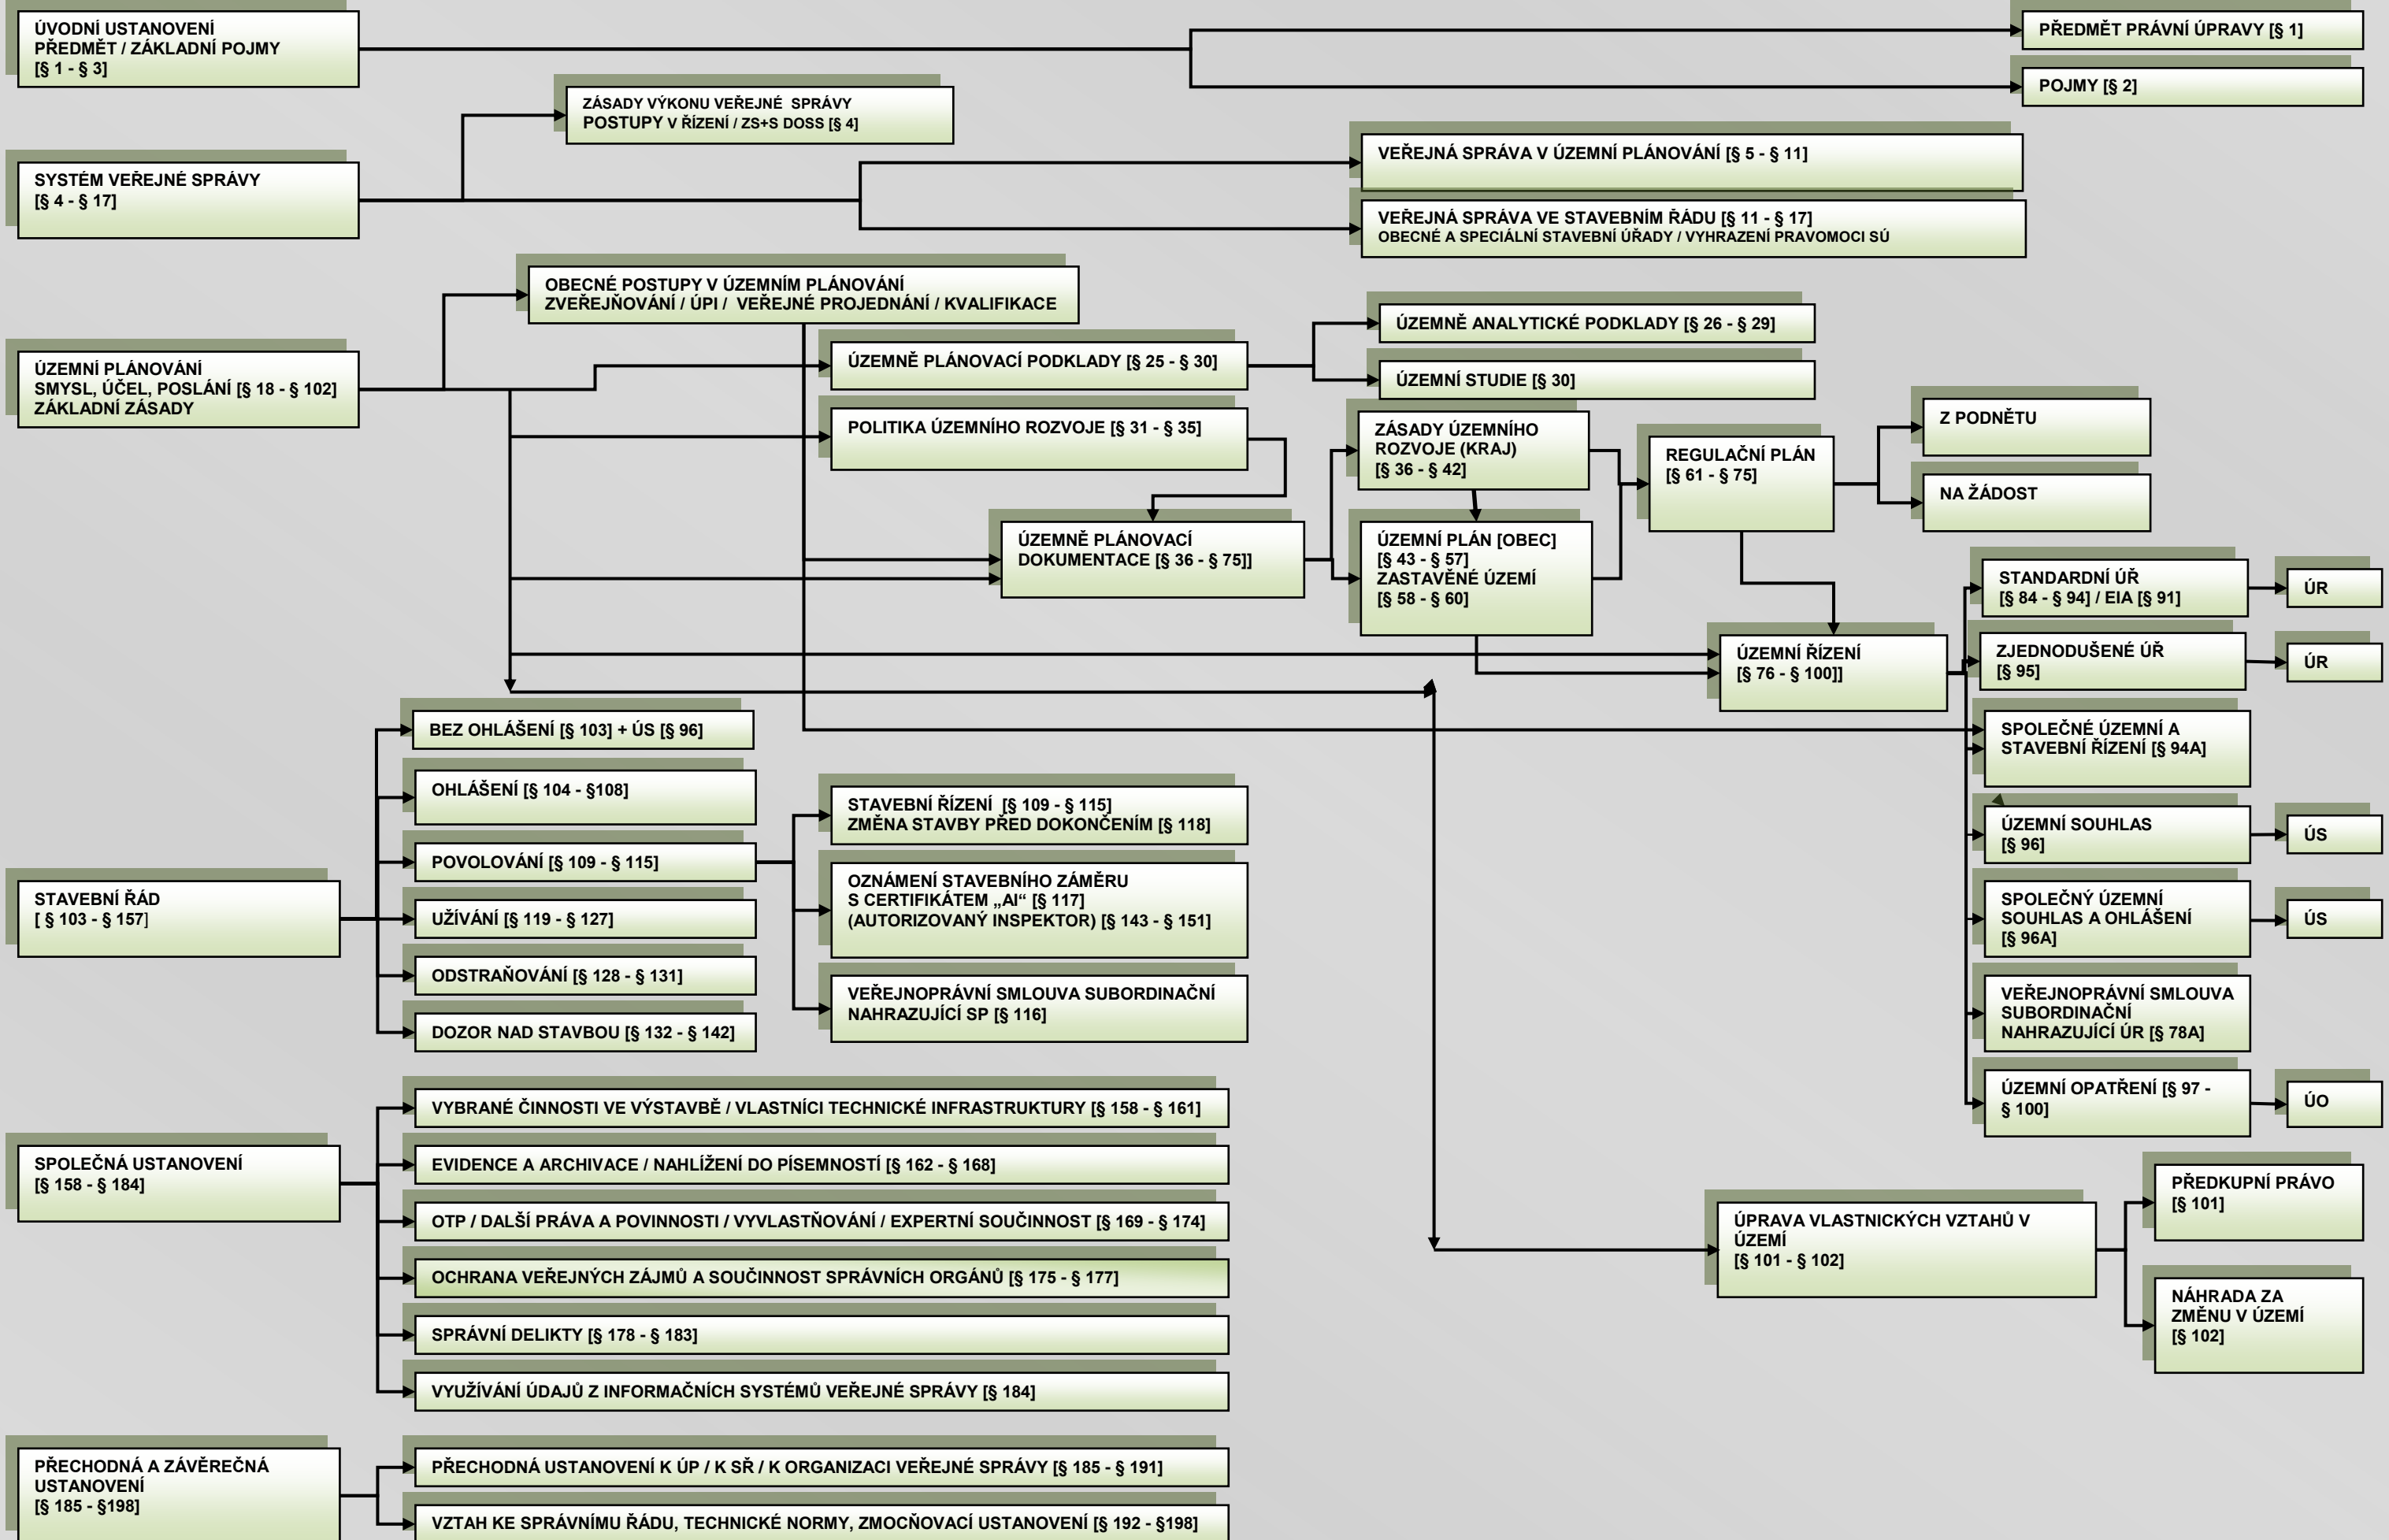 ÚVODNÍ USTANOVENÍ
PŘEDMĚT / ZÁKLADNÍ POJMY
[§ 1 - § 3]
PŘEDMĚT PRÁVNÍ ÚPRAVY [§ 1]
POJMY [§ 2]
ZÁSADY VÝKONU VEŘEJNÉ SPRÁVY
POSTUPY V ŘÍZENÍ / ZS+S DOSS [§ 4]
SYSTÉM VEŘEJNÉ SPRÁVY
[§ 4 - § 17]
VEŘEJNÁ SPRÁVA V ÚZEMNÍ PLÁNOVÁNÍ [§ 5 - § 11]
VEŘEJNÁ SPRÁVA VE STAVEBNÍM ŘÁDU [§ 11 - § 17]
OBECNÉ A SPECIÁLNÍ STAVEBNÍ ÚŘADY / VYHRAZENÍ PRAVOMOCI SÚ
OBECNÉ POSTUPY V ÚZEMNÍM PLÁNOVÁNÍ
ZVEŘEJŇOVÁNÍ / ÚPI / VEŘEJNÉ PROJEDNÁNÍ / KVALIFIKACE
ÚZEMNÍ PLÁNOVÁNÍ
SMYSL, ÚČEL, POSLÁNÍ [§ 18 - § 102]
ZÁKLADNÍ ZÁSADY
ÚZEMNĚ PLÁNOVACÍ PODKLADY [§ 25 - § 30]
ÚZEMNĚ ANALYTICKÉ PODKLADY [§ 26 - § 29]
ÚZEMNÍ STUDIE [§ 30]
POLITIKA ÚZEMNÍHO ROZVOJE [§ 31 - § 35]
ZÁSADY ÚZEMNÍHO
ROZVOJE (KRAJ)
[§ 36 - § 42]
REGULAČNÍ PLÁN
[§ 61 - § 75]
Z PODNĚTU
NA ŽÁDOST
ÚZEMNĚ PLÁNOVACÍ
DOKUMENTACE [§ 36 - § 75]]
ÚZEMNÍ PLÁN [OBEC]
[§ 43 - § 57]
ZASTAVĚNÉ ÚZEMÍ
[§ 58 - § 60]
ÚZEMNÍ ŘÍZENÍ
[§ 76 - § 100]]
STANDARDNÍ ÚŘ
[§ 84 - § 94] / EIA [§ 91]
ÚR
ZJEDNODUŠENÉ ÚŘ
[§ 95]
ÚR
SPOLEČNÉ ÚZEMNÍ A
STAVEBNÍ ŘÍZENÍ [§ 94A]
ÚZEMNÍ SOUHLAS
[§ 96]
ÚS
SPOLEČNÝ ÚZEMNÍ
SOUHLAS A OHLÁŠENÍ
[§ 96A]
ÚS
VEŘEJNOPRÁVNÍ SMLOUVA
SUBORDINAČNÍ
NAHRAZUJÍCÍ ÚR [§ 78A]
ÚZEMNÍ OPATŘENÍ [§ 97 -
§ 100]
ÚO
STAVEBNÍ ŘÁD
[ § 103 - § 157]
BEZ OHLÁŠENÍ [§ 103] + ÚS [§ 96]
OHLÁŠENÍ [§ 104 - §108]
POVOLOVÁNÍ [§ 109 - § 115]
UŽÍVÁNÍ [§ 119 - § 127]
ODSTRAŇOVÁNÍ [§ 128 - § 131]
DOZOR NAD STAVBOU [§ 132 - § 142]
STAVEBNÍ ŘÍZENÍ [§ 109 - § 115]
ZMĚNA STAVBY PŘED DOKONČENÍM [§ 118]
OZNÁMENÍ STAVEBNÍHO ZÁMĚRU
S CERTIFIKÁTEM „AI“ [§ 117]
(AUTORIZOVANÝ INSPEKTOR) [§ 143 - § 151]
VEŘEJNOPRÁVNÍ SMLOUVA SUBORDINAČNÍ
NAHRAZUJÍCÍ SP [§ 116]
SPOLEČNÁ USTANOVENÍ
[§ 158 - § 184]
VYBRANÉ ČINNOSTI VE VÝSTAVBĚ / VLASTNÍCI TECHNICKÉ INFRASTRUKTURY [§ 158 - § 161]
EVIDENCE A ARCHIVACE / NAHLÍŽENÍ DO PÍSEMNOSTÍ [§ 162 - § 168]
OTP / DALŠÍ PRÁVA A POVINNOSTI / VYVLASTŇOVÁNÍ / EXPERTNÍ SOUČINNOST [§ 169 - § 174]
OCHRANA VEŘEJNÝCH ZÁJMŮ A SOUČINNOST SPRÁVNÍCH ORGÁNŮ [§ 175 - § 177]
SPRÁVNÍ DELIKTY [§ 178 - § 183]
VYUŽÍVÁNÍ ÚDAJŮ Z INFORMAČNÍCH SYSTÉMŮ VEŘEJNÉ SPRÁVY [§ 184]
ÚPRAVA VLASTNICKÝCH VZTAHŮ V
ÚZEMÍ
[§ 101 - § 102]
PŘEDKUPNÍ PRÁVO
[§ 101]
NÁHRADA ZA
ZMĚNU V ÚZEMÍ
[§ 102]
PŘECHODNÁ A ZÁVĚREČNÁ
USTANOVENÍ
[§ 185 - §198]
PŘECHODNÁ USTANOVENÍ K ÚP / K SŘ / K ORGANIZACI VEŘEJNÉ SPRÁVY [§ 185 - § 191]
VZTAH KE SPRÁVNÍMU ŘÁDU, TECHNICKÉ NORMY, ZMOCŇOVACÍ USTANOVENÍ [§ 192 - §198]